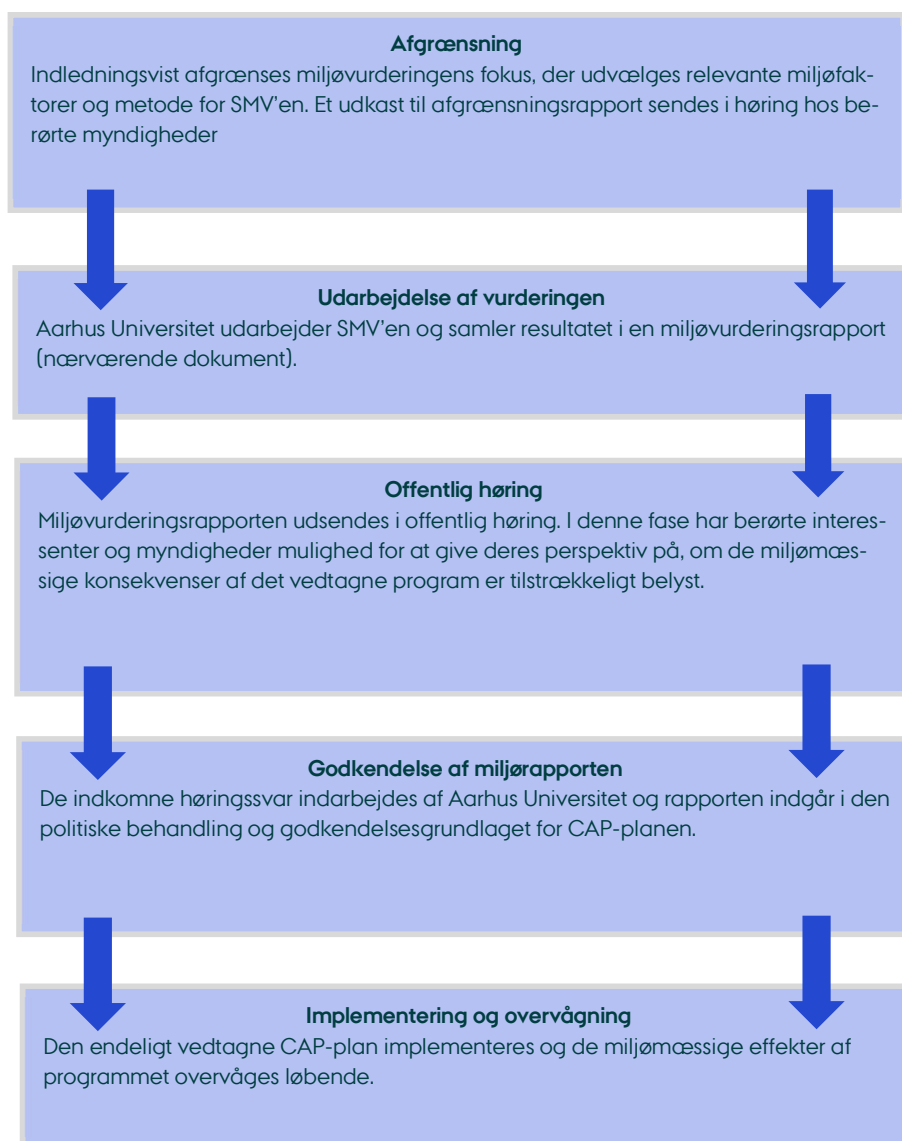 Afgrænsning
Indledningsvist afgrænses miljøvurderingens fokus, der udvælges relevante miljøfak-
torer og metode for SMV'en. Et udkast til afgrænsningsrapport sendes i høring hos be-
rørte myndigheder
Udarbejdelse af vurderingen
Aarhus Universitet udarbejder SMV'en og samler resultatet i en miljøvurderingsrapport
(nærværende dokument).
Offentlig høring
Miljøvurderingsrapporten udsendes i offentlig høring. I denne fase har berørte interes-
senter og myndigheder mulighed for at give deres perspektiv på, om de miljømæs-
sige konsekvenser af det vedtagne program er tilstrækkeligt belyst.
Godkendelse af miljørapporten
De indkomne høringssvar indarbejdes af Aarhus Universitet og rapporten indgår i den
politiske behandling og godkendelsesgrundlaget for CAP-planen.
Implementering og overvågning
Den endeligt vedtagne CAP-plan implementeres og de miljømæssige effekter af
programmet overvåges løbende.